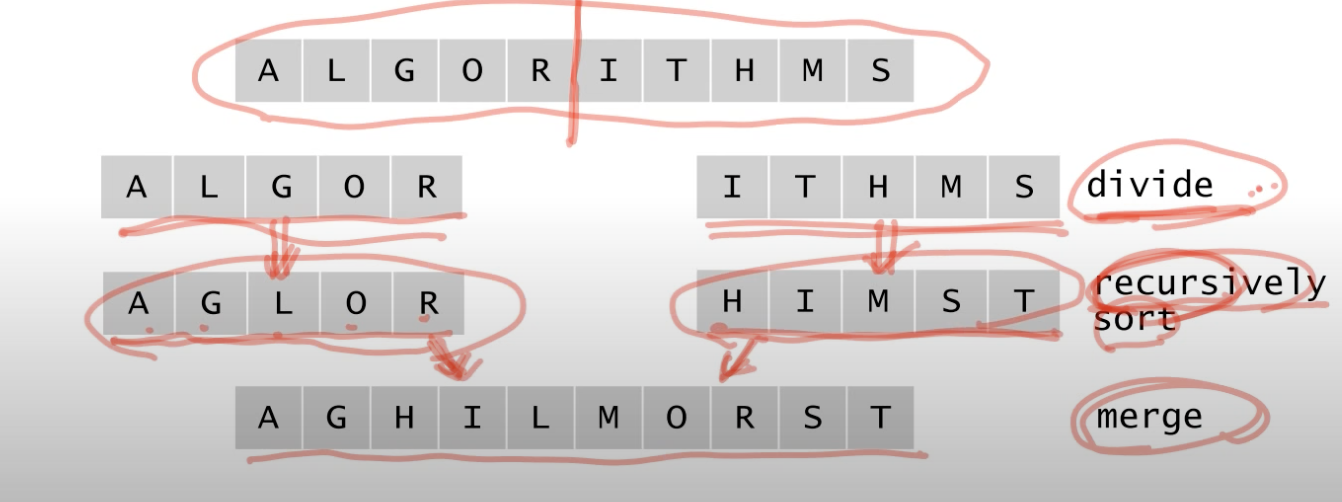 A L G O R I T H M S
A L G O R I T H M S divide
A G L O R H I M S T recursively
sort
A G H I L M O R S T merge